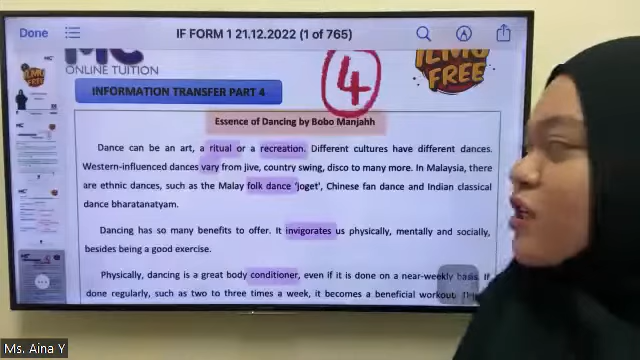 Done
IF FORM 1 21.12.2022 (1 of 765)
MC
ONLINE TUITION
ILMU
FREE
4
INFORMATION TRANSFER PART 4
Essence of Dancing by Bobo Manjahh
Dance can be an art, a ritual or a recreation. Different cultures have different dances.
Western-influenced dances vary from jive, country swing, disco to many more. In Malaysia, there
are ethnic dances, such as the Malay folk dance 'joget', Chinese fan dance and Indian classical
dance bharatanatyam.
Dancing has so many benefits to offer. It invigorates us physically, mentally and socially,
besides being a good exercise.
Physically, dancing is a great body conditioner, even if it is done on a near-weekly basis. If
done regularly, such as two to three times a week, it becomes a beneficial workout.
Ms. Aina Y